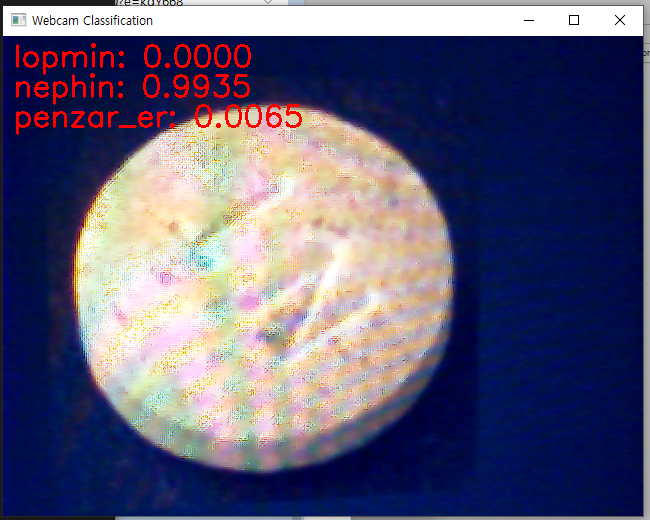 Webcam Classification
lopmin: 0.0000
nephin: 0.9935
penzar_er: 0.0065